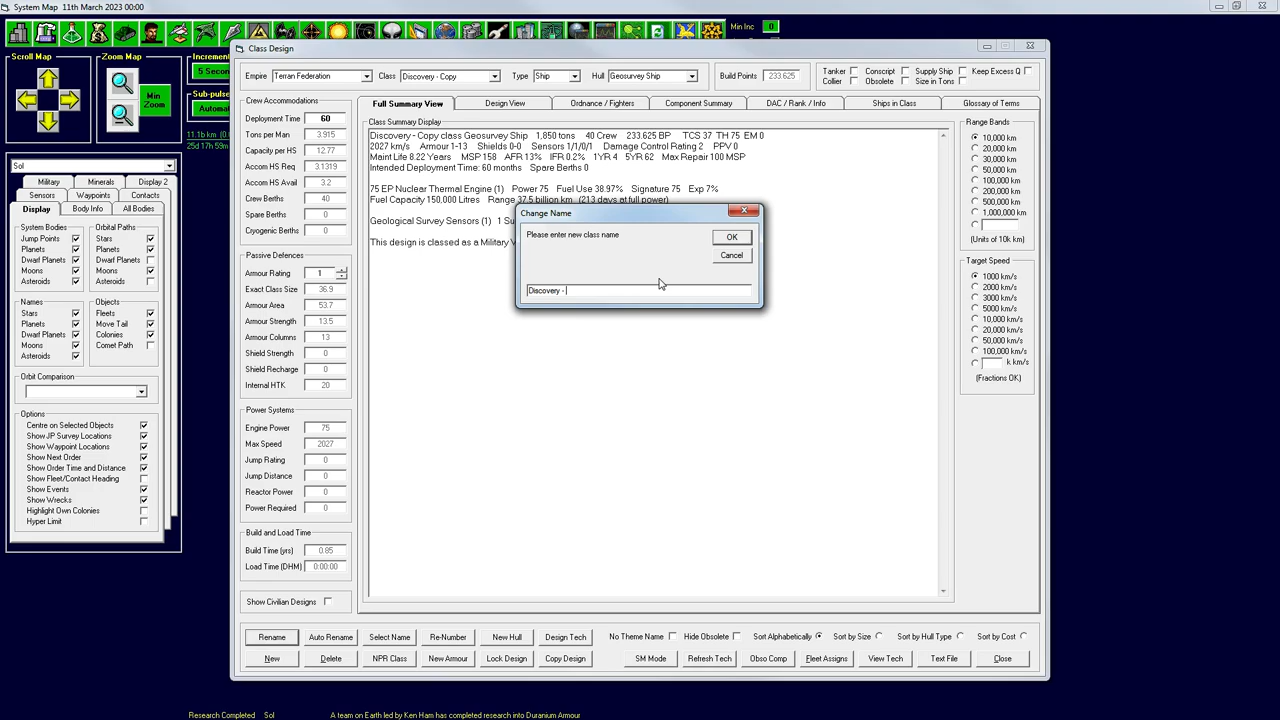 System Map 11th March 2023 00:00
Min Inc 0
Scroll Map
Zoom Map
Increment
5 Second
Min Zoom
Sub-pulse
Automat
11.1b km
25d 17h 59m
Sol
Military Minerals Display 2
Sensors Waypoints Contacts
Display Body Info All Bodies
System Bodies
Jump Points
Planets
Dwarf Planets
Moons
Asteroids
Orbital Paths
Stars
Planets
Dwarf Planets
Moons
Asteroids
Names
Stars
Planets
Dwarf Planets
Moons
Asteroids
Objects
Fleets
Move Tail
Colonies
Comet Path
Orbit Comparison
Options
Centre on Selected Objects
Show JP Survey Locations
Show Waypoint Locations
Show Next Order
Show Order Time and Distance
Show Fleet/Contact Heading
Show Events
Show Wrecks
Highlight Own Colonies
Hyper Limit
Class Design
Empire Terran Federation Class Discovery - Copy Type Ship Hull Geosurvey Ship Build Points 233.625
Tanker Conscript Supply Ship Keep Excess Q
Collier Obsolete Size in Tons
Crew Accommodations
Deployment Time 60
Tons per Man 3.915
Capacity per HS 12.77
Accom HS Req 3.1319
Accom HS Avail 3.2
Crew Berths 40
Spare Berths 0
Cryogenic Berths 0
Passive Defences
Armour Rating 1
Exact Class Size 36.9
Armour Area 53.7
Armour Strength 13.5
Armour Columns 13
Shield Strength 0
Shield Recharge 0
Internal HTK 20
Power Systems
Engine Power 75
Max Speed 2027
Jump Rating 0
Jump Distance 0
Reactor Power 0
Power Required 0
Build and Load Time
Build Time (yrs) 0.85
Load Time (DHM) 0:00:00
Show Civilian Designs
Full Summary View Design View Ordnance / Fighters Component Summary DAC / Rank / Info Ships in Class Glossary of Terms
Class Summary Display
Discovery - Copy class Geosurvey Ship 1,850 tons 40 Crew 233.625 BP TCS 37 TH 75 EM 0
2027 km/s Armour 1-13 Shields 0-0 Sensors 1/1/0/1 Damage Control Rating 2 PPV 0
Maint Life 8.22 Years MSP 158 AFR 13% IFR 0.2% 1YR 4 5YR 62 Max Repair 100 MSP
Intended Deployment Time: 60 months Spare Berths 0
75 EP Nuclear Thermal Engine (1) Power 75 Fuel Use 38.97% Signature 75 Exp 7%
Fuel Capacity 150,000 Litres Range 37.5 billion km (213 days at full power)
Geological Survey Sensors (1) 1 Su
This design is classed as a Military V
Change Name
Please enter new class name
OK
Cancel
Discovery -
Range Bands
10,000 km
20,000 km
30,000 km
50,000 km
100,000 km
200,000 km
500,000 km
1,000,000 km
(Units of 10k km)
Target Speed
1000 km/s
2000 km/s
3000 km/s
5000 km/s
10,000 km/s
20,000 km/s
50,000 km/s
100,000 km/s
k km/s
(Fractions OK)
Rename Auto Rename Select Name Re-Number New Hull Design Tech No Theme Name Hide Obsolete Sort Alphabetically Sort by Size Sort by Hull Type Sort by Cost
New Delete NPR Class New Armour Lock Design Copy Design SM Mode Refresh Tech Obso Comp Fleet Assigns View Tech Text File Close
Research Completed Sol A team on Earth led by Ken Ham has completed research into Duranium Armour